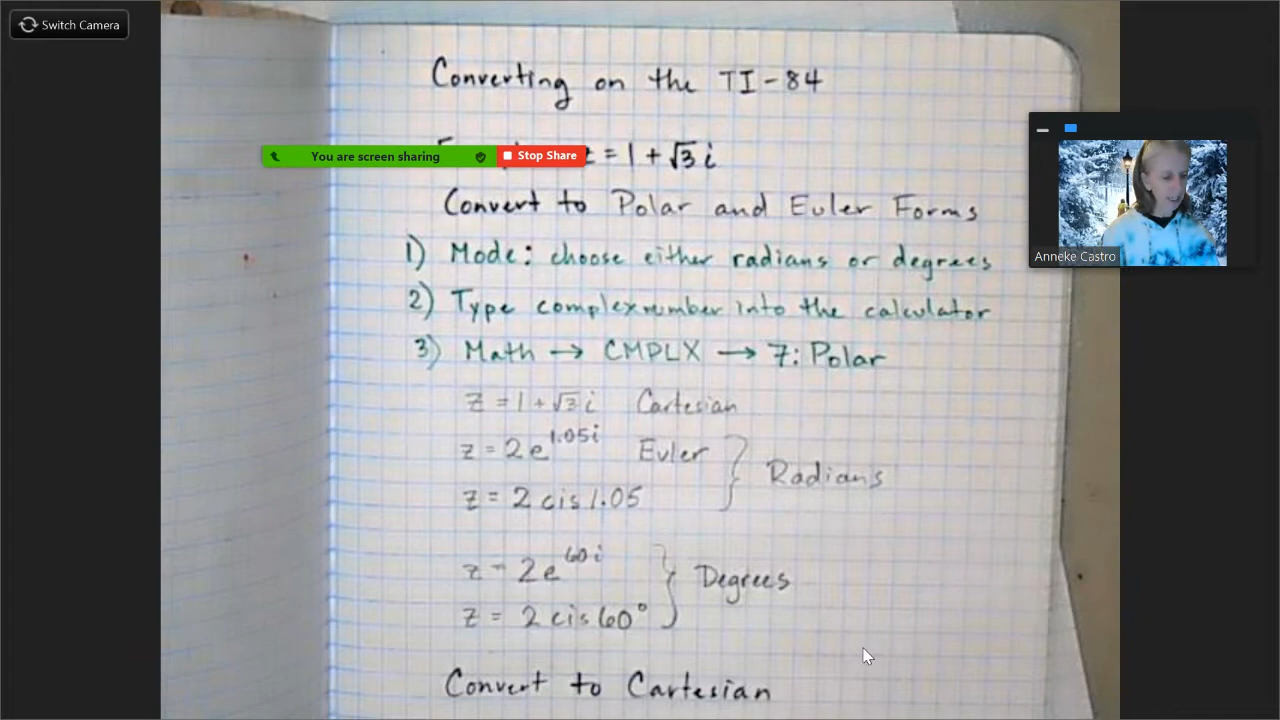 Switch Camera
Converting on the TI-84
You are screen sharing
Stop Share
z = 1 + √3 i
Convert to Polar and Euler Forms
Anneke Castro
1) Mode: choose either radians or degrees
2) Type complex number into the calculator
3) Math → CMPLX → 7: Polar
z = 1 + √3 i Cartesian
z = 2e^1.05i Euler
Radians
z = 2 cis 1.05
z = 2e^60i
Degrees
z = 2 cis 60°
Convert to Cartesian